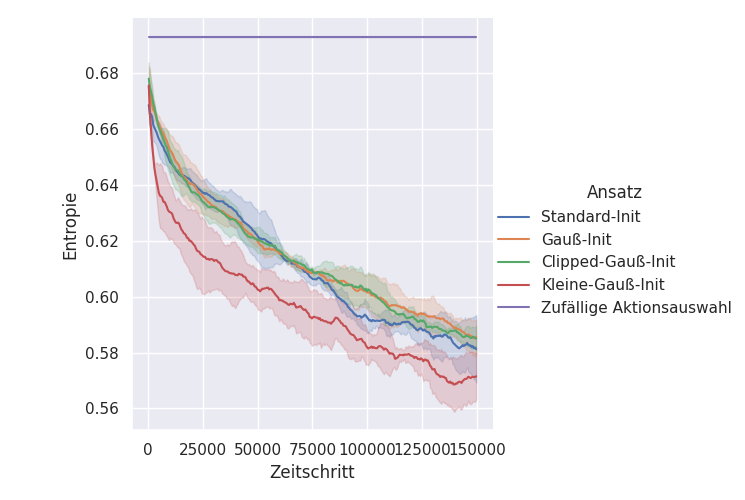 0.68
0.66
0.64
0.62
0.60
0.58
0.56
Entropie
0 25000 50000 75000 100000 125000 150000
Zeitschritt
Ansatz
Standard-Init
Gauß-Init
Clipped-Gauß-Init
Kleine-Gauß-Init
Zufällige Aktionsauswahl